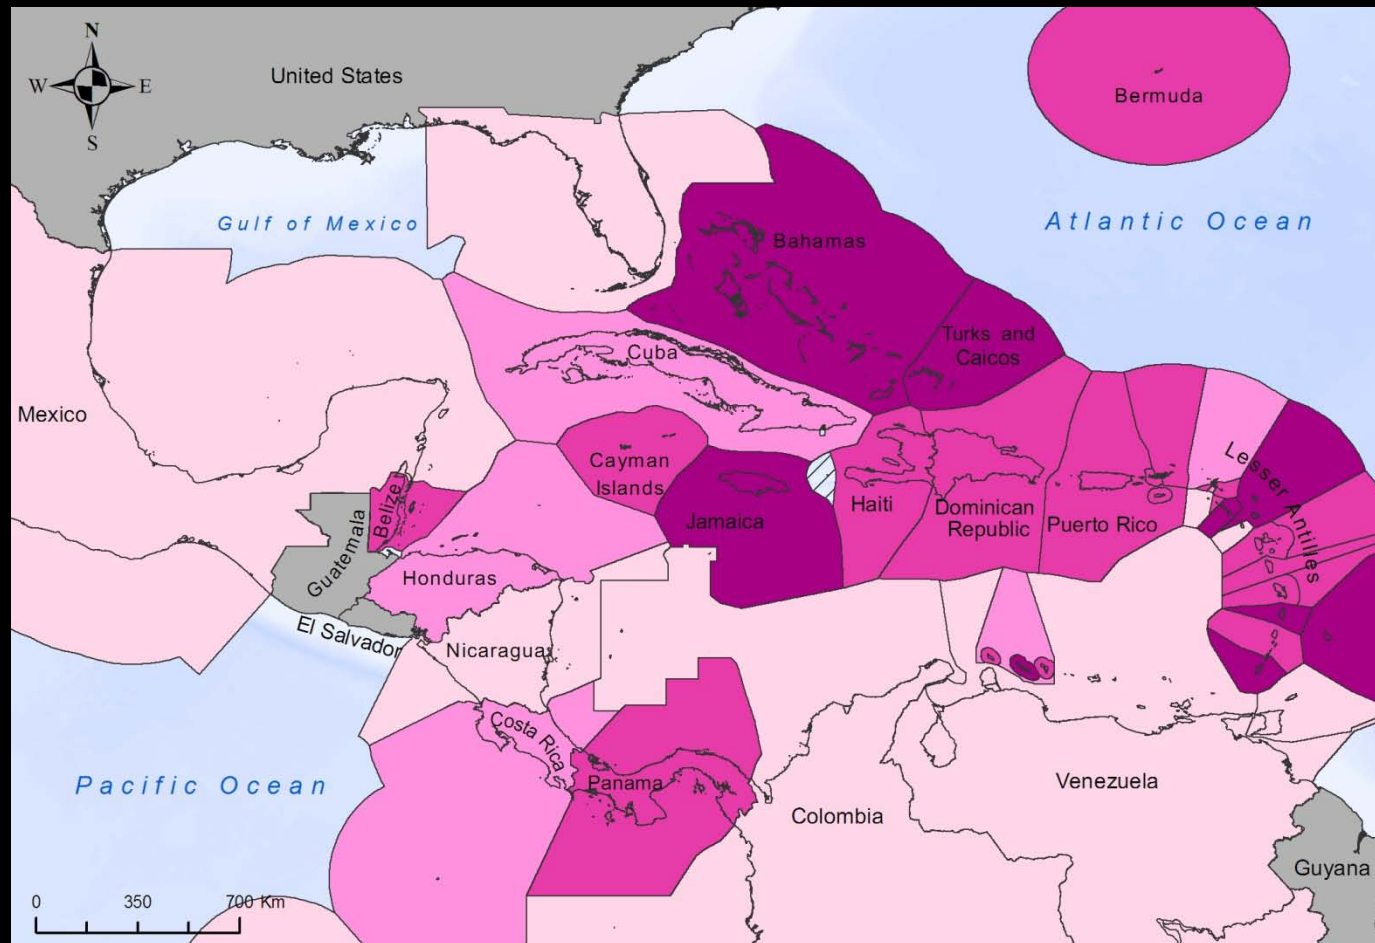 N
W E
S
United States
Bermuda
Gulf of Mexico
Atlantic Ocean
Bahamas
Turks and
Caicos
Cuba
Mexico
Cayman
Islands
Lesser Antilles
Belize
Jamaica
Haiti
Dominican
Republic
Puerto Rico
Guatemala
Honduras
El Salvador
Nicaragua
Costa Rica
Pacific Ocean
Panama
Venezuela
Colombia
Guyana
0 350 700 Km